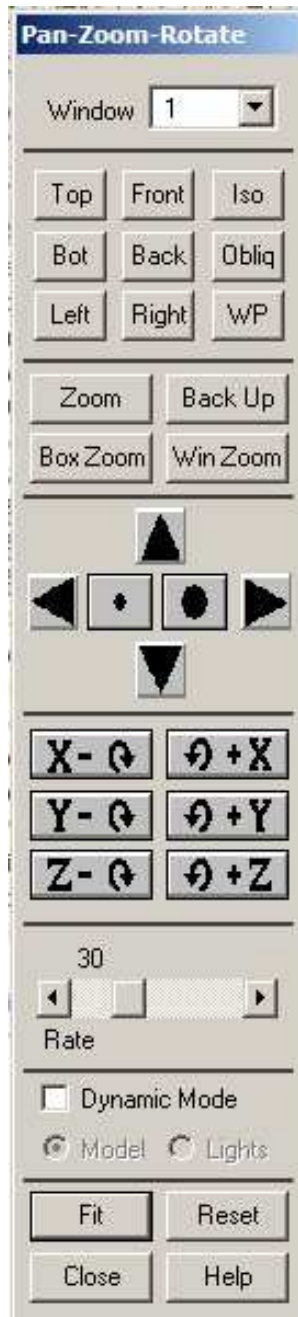 Pan-Zoom-Rotate
Window 1
Top Front Iso
Bot Back Obliq
Left Right WP
Zoom Back Up
Box Zoom Win Zoom
X- +X
Y- +Y
Z- +Z
30
Rate
Dynamic Mode
Model Lights
Fit Reset
Close Help